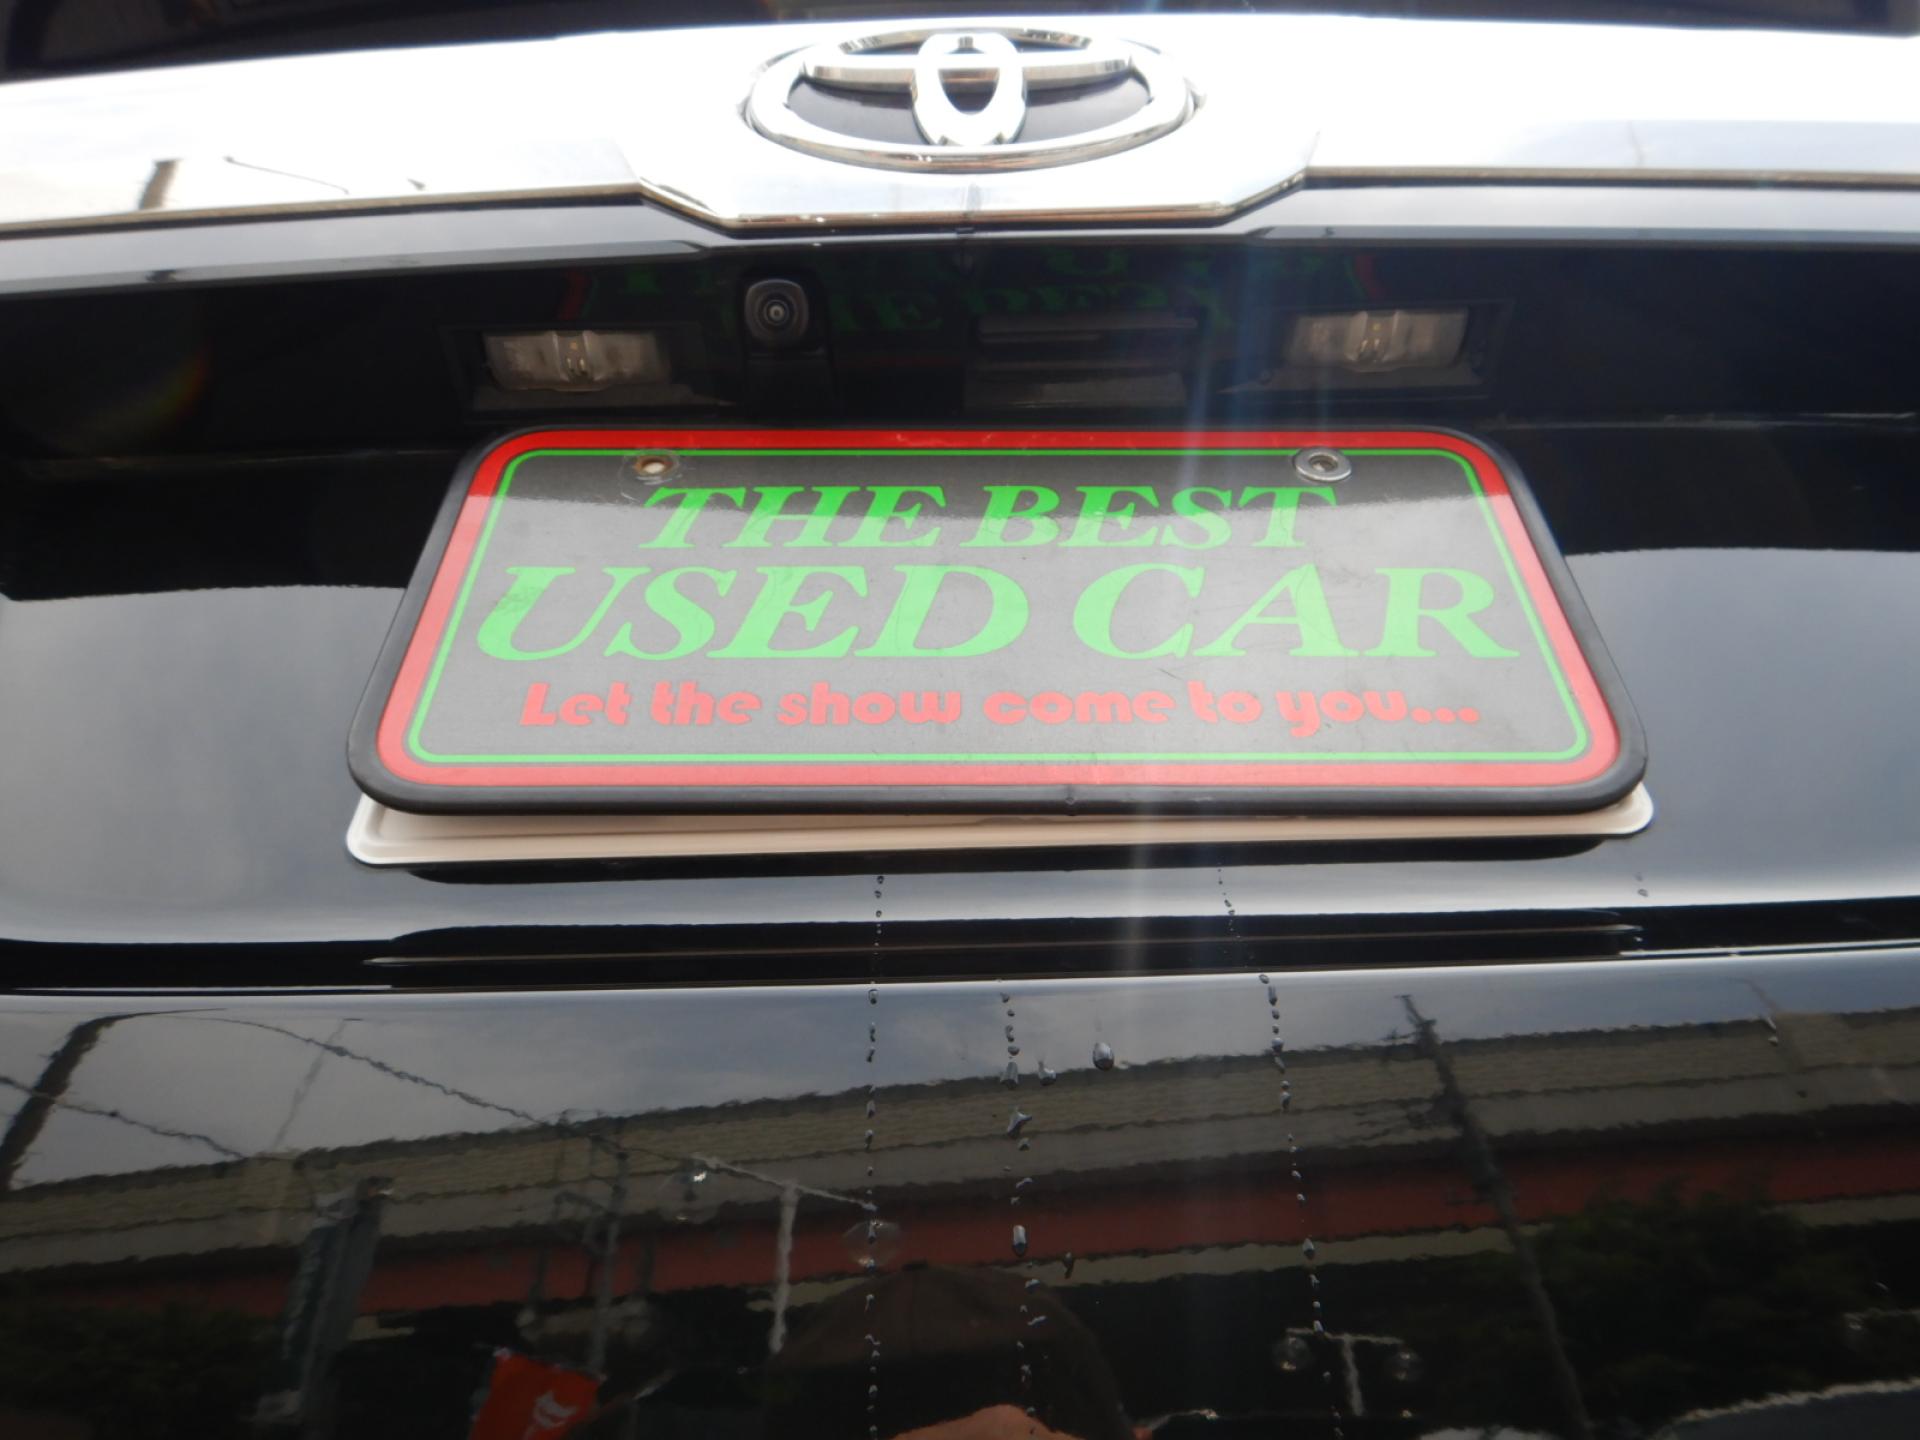 THE BEST
USED CAR
Let the show come to you...